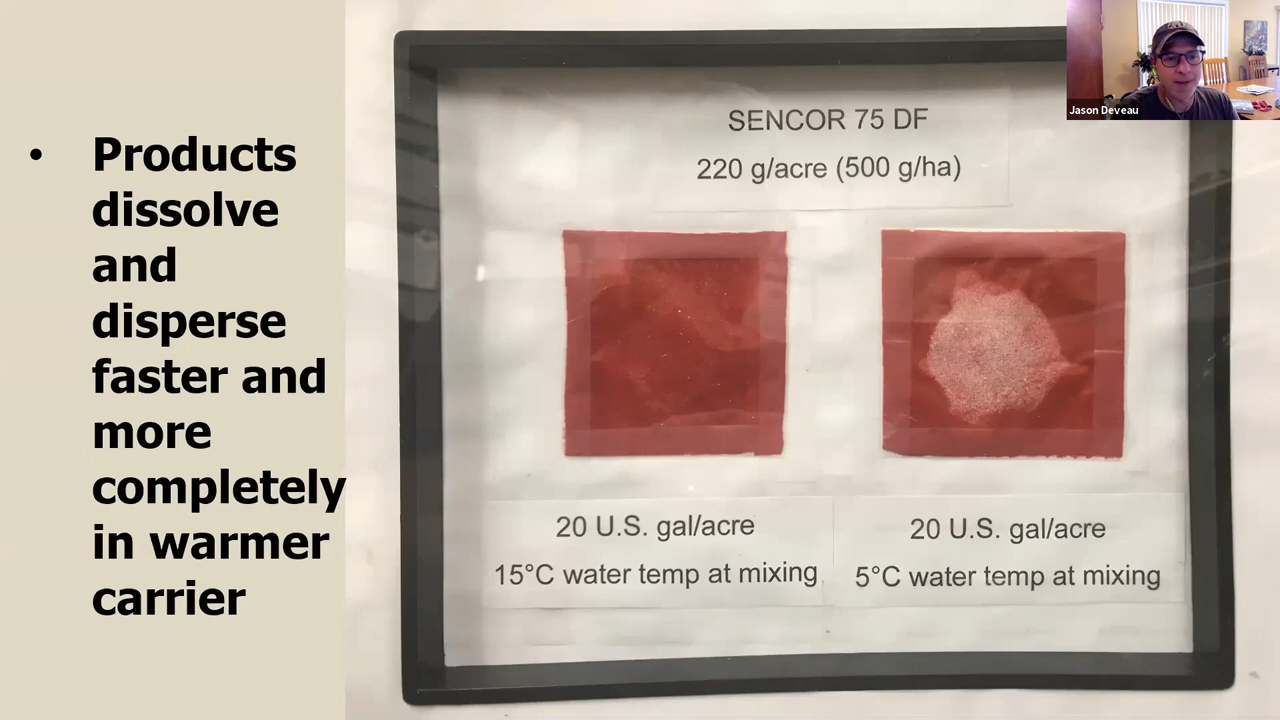 • Products
dissolve
and
disperse
faster and
more
completely
in warmer
carrier
SENCOR 75 DF
220 g/acre (500 g/ha)
20 U.S. gal/acre
15°C water temp at mixing
20 U.S. gal/acre
5°C water temp at mixing
Jason Deveau